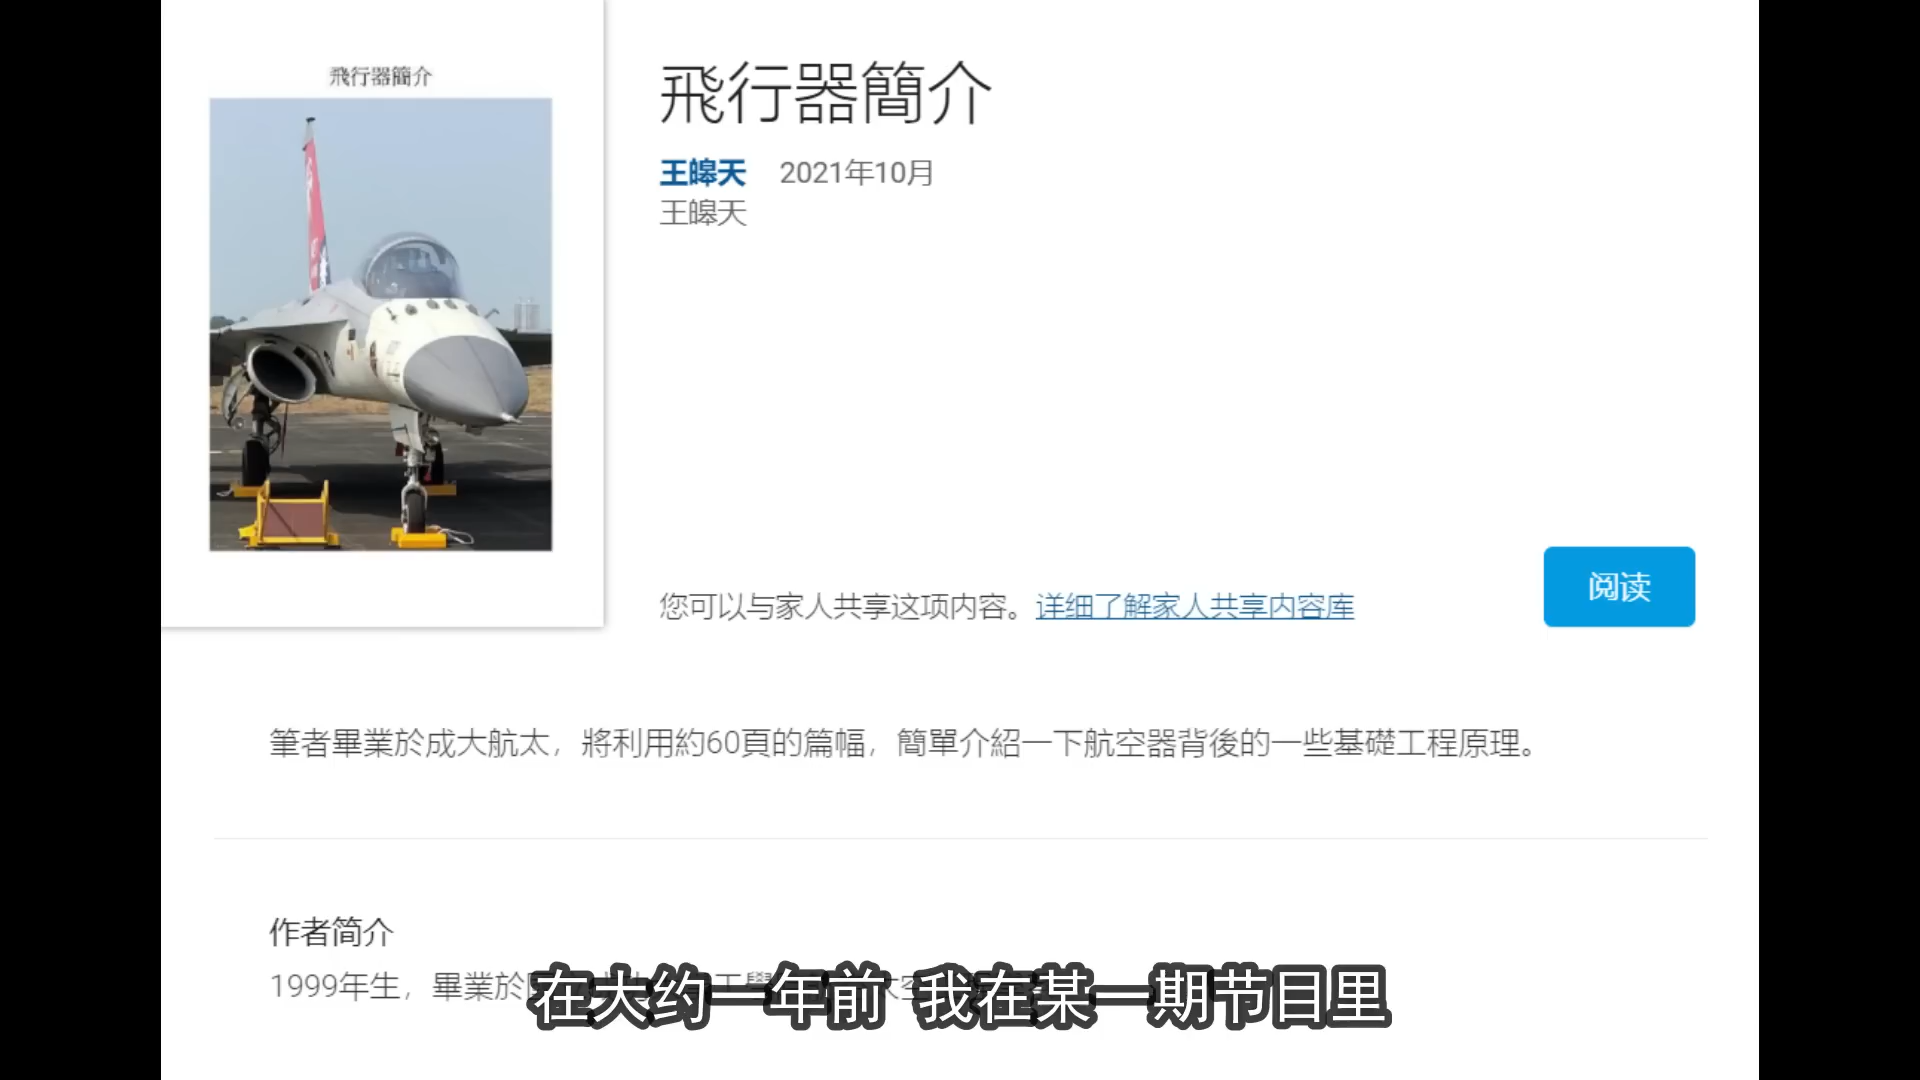 飛行器簡介
飛行器簡介
王皞天 2021年10月
王皞天
您可以与家人共享这项内容。详细了解家人共享内容库
阅读
筆者畢業於成大航太，將利用約60頁的篇幅，簡單介紹一下航空器背後的一些基礎工程原理。
作者简介
1999年生，畢業於
在大约一年前 我在某一期节目里